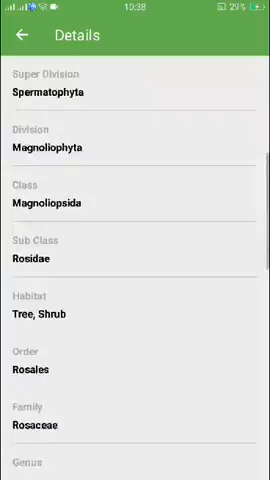 10:38
29%
Details
Super Division
Spermatophyta
Division
Magnoliophyta
Class
Magnoliopsida
Sub Class
Rosidae
Habitat
Tree, Shrub
Order
Rosales
Family
Rosaceae
Genus